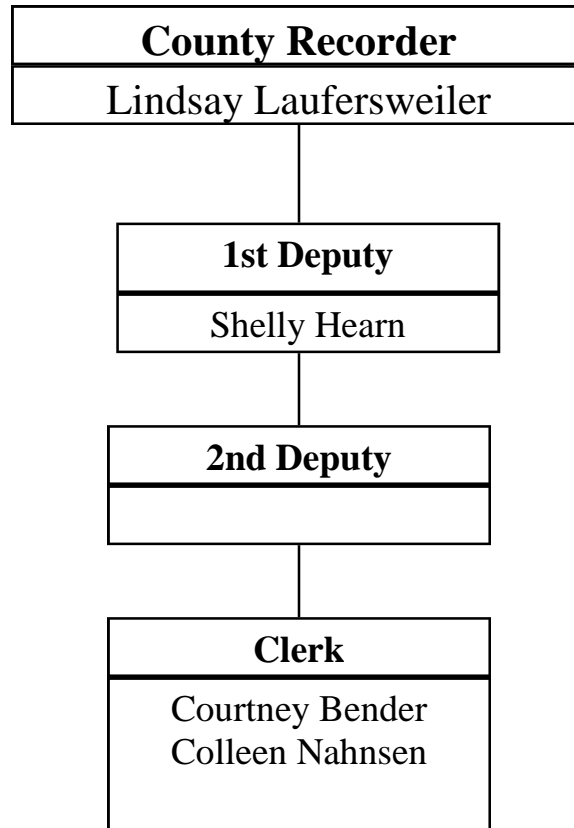 County Recorder
Lindsay Laufersweiler
1st Deputy
Shelly Hearn
2nd Deputy
Clerk
Courtney Bender
Colleen Nahnsen